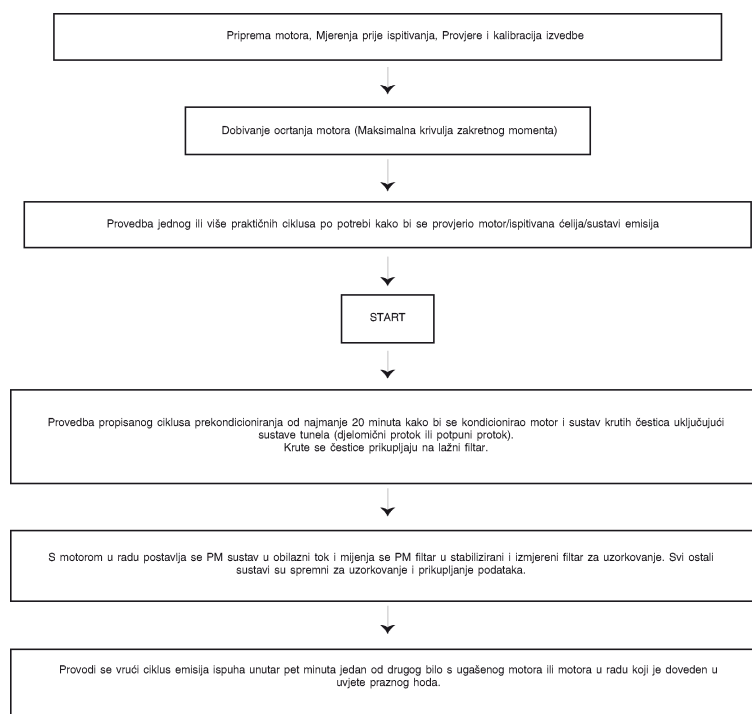 Priprema motora, Mjerenja prije ispitivanja, Provjere i kalibracija izvedbe
Dobivanje ocrtanja motora (Maksimalna krivulja zakretnog momenta)
Provedba jednog ili više praktičnih ciklusa po potrebi kako bi se provjerio motor/ispitivana ćelija/sustavi emisija
START
Provedba propisanog ciklusa prekondicioniranja od najmanje 20 minuta kako bi se kondicionirao motor i sustav krutih čestica uključujući
sustave tunela (djelomični protok ili potpuni protok).
Krute se čestice prikupljaju na lažni filtar.
S motorom u radu postavlja se PM sustav u obilazni tok i mijenja se PM filtar u stabilizirani i izmjereni filtar za uzorkovanje. Svi ostali
sustavi su spremni za uzorkovanje i prikupljanje podataka.
Provodi se vrući ciklus emisija ispuha unutar pet minuta jedan od drugog bilo s ugašenog motora ili motora u radu koji je doveden u
uvjete praznog hoda.